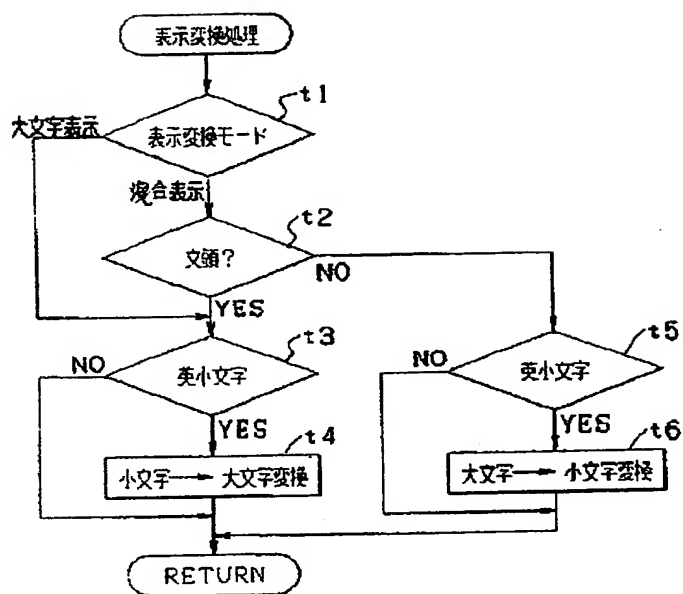 表示変換処理
t1
大文字表示
表示変換モード
混合表示
t2
文頭?
NO
YES
t3
t5
NO
英小文字
NO
英小文字
YES
t4
YES
t6
小文字 → 大文字変換
大文字 → 小文字変換
RETURN